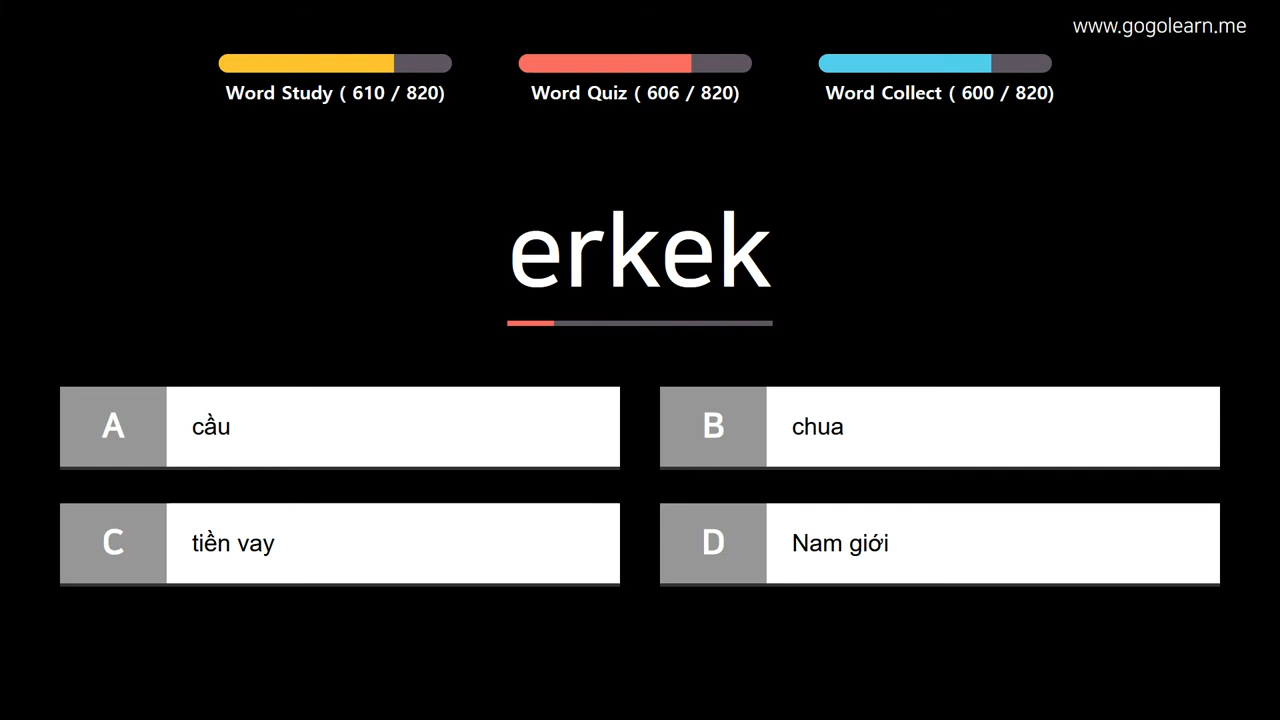 www.gogolearn.me
Word Study ( 610 / 820)
Word Quiz ( 606 / 820)
Word Collect ( 600 / 820)
erkek
A cầu
B chua
C tiền vay
D Nam giới